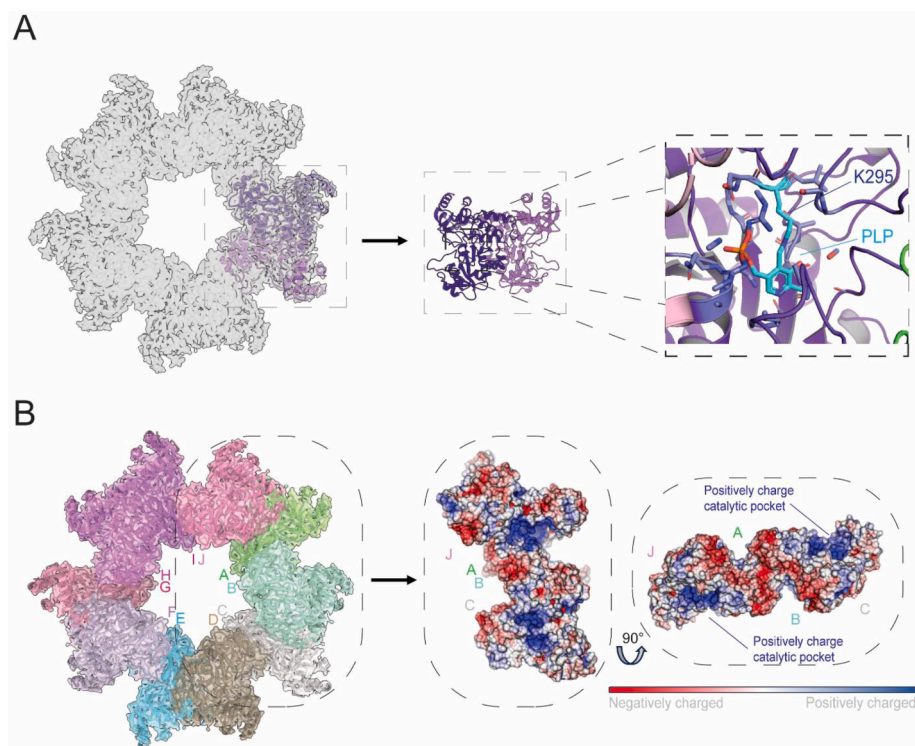 A
K295
PLP
B
Positively charge
catalytic pocket
I J
H
G
A
B
F
E
D
C
J
A
B
C
J
A
B
C
90°
Positively charge
catalytic pocket
Negatively charged
Positively charged